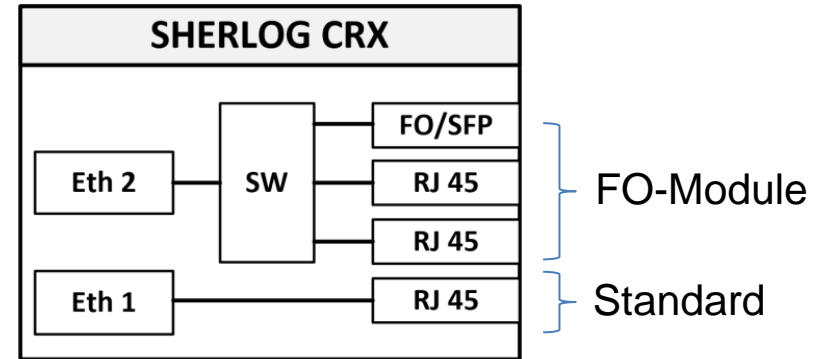 SHERLOG CRX
FO/SFP
Eth 2 SW RJ 45 FO-Module
RJ 45
Eth 1 RJ 45 Standard